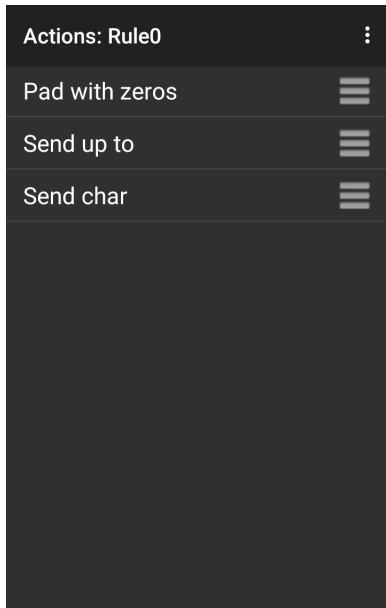 Actions: Rule0
Pad with zeros
Send up to
Send char